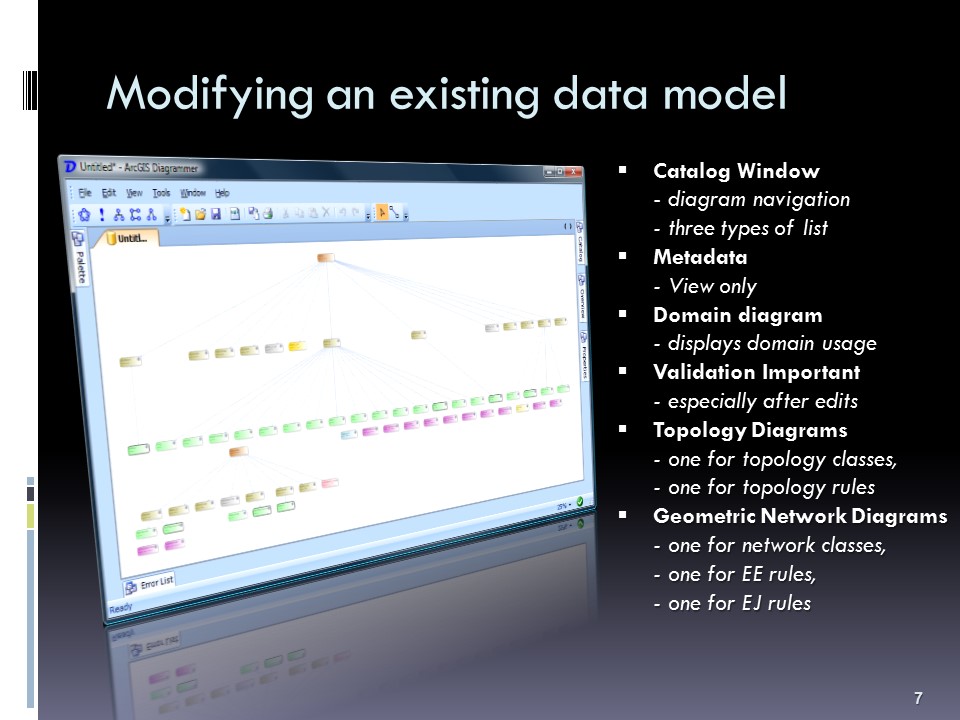 Modifying an existing data model
Untitled* - ArcGIS Diagrammer
File Edit View Tools Window Help
Untitl...
Palette
Catalog
Overview
Properties
Error List
Ready
▪ Catalog Window
- diagram navigation
- three types of list
▪ Metadata
- View only
▪ Domain diagram
- displays domain usage
▪ Validation Important
- especially after edits
▪ Topology Diagrams
- one for topology classes,
- one for topology rules
▪ Geometric Network Diagrams
- one for network classes,
- one for EE rules,
- one for EJ rules
7